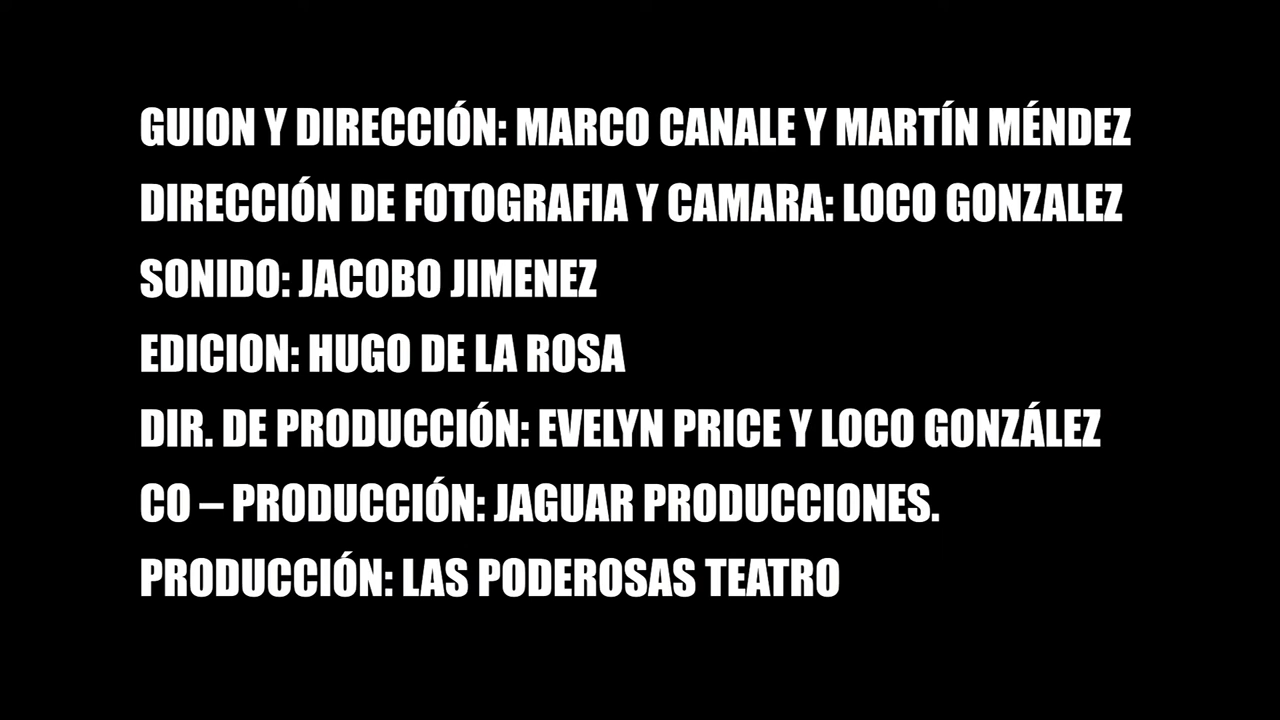 GUION Y DIRECCIÓN: MARCO CANALE Y MARTÍN MÉNDEZ
DIRECCIÓN DE FOTOGRAFIA Y CAMARA: LOCO GONZALEZ
SONIDO: JACOBO JIMENEZ
EDICION: HUGO DE LA ROSA
DIR. DE PRODUCCIÓN: EVELYN PRICE Y LOCO GONZÁLEZ
CO – PRODUCCIÓN: JAGUAR PRODUCCIONES.
PRODUCCIÓN: LAS PODEROSAS TEATRO